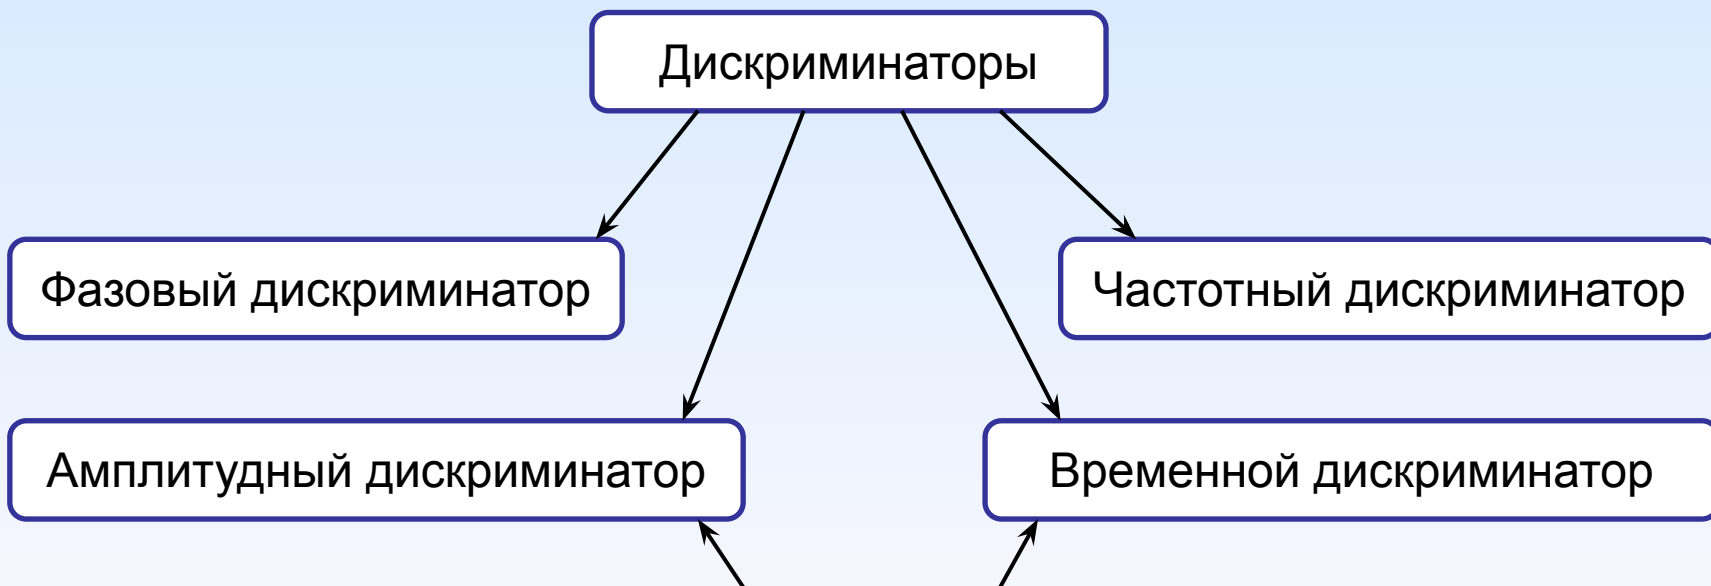 Дискриминаторы
Фазовый дискриминатор
Частотный дискриминатор
Амплитудный дискриминатор
Временной дискриминатор